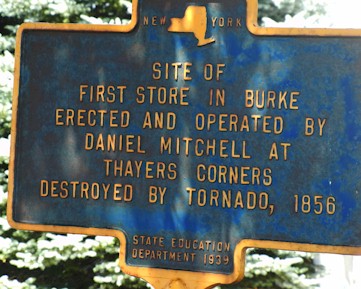 NEW YORK
SITE OF
FIRST STORE IN BURKE
ERECTED AND OPERATED BY
DANIEL MITCHELL AT
THAYERS CORNERS
DESTROYED BY TORNADO, 1856
STATE EDUCATION
DEPARTMENT 1939